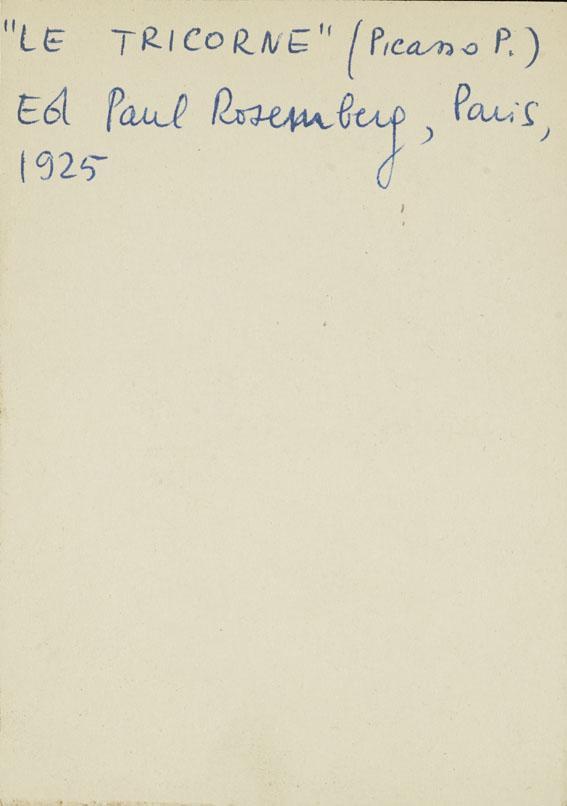 "LE TRICORNE" (Picasso P.)
Ed Paul Rosemberg, Paris,
1925